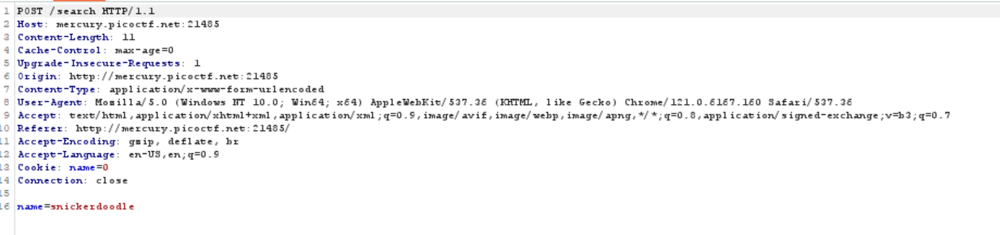 1 POST /search HTTP/1.1
2 Host: mercury.picoctf.net:21485
3 Content-Length: 11
4 Cache-Control: max-age=0
5 Upgrade-Insecure-Requests: 1
6 Origin: http://mercury.picoctf.net:21485
7 Content-Type: application/x-www-form-urlencoded
8 User-Agent: Mozilla/5.0 (Windows NT 10.0; Win64; x64) AppleWebKit/537.36 (KHTML, like Gecko) Chrome/121.0.6167.160 Safari/537.36
9 Accept: text/html,application/xhtml+xml,application/xml;q=0.9,image/avif,image/webp,image/apng,*/*;q=0.8,application/signed-exchange;v=b3;q=0.7
10 Referer: http://mercury.picoctf.net:21485/
11 Accept-Encoding: gzip, deflate, br
12 Accept-Language: en-US,en;q=0.9
13 Cookie: name=0
14 Connection: close
15
16 name=snickerdoodle